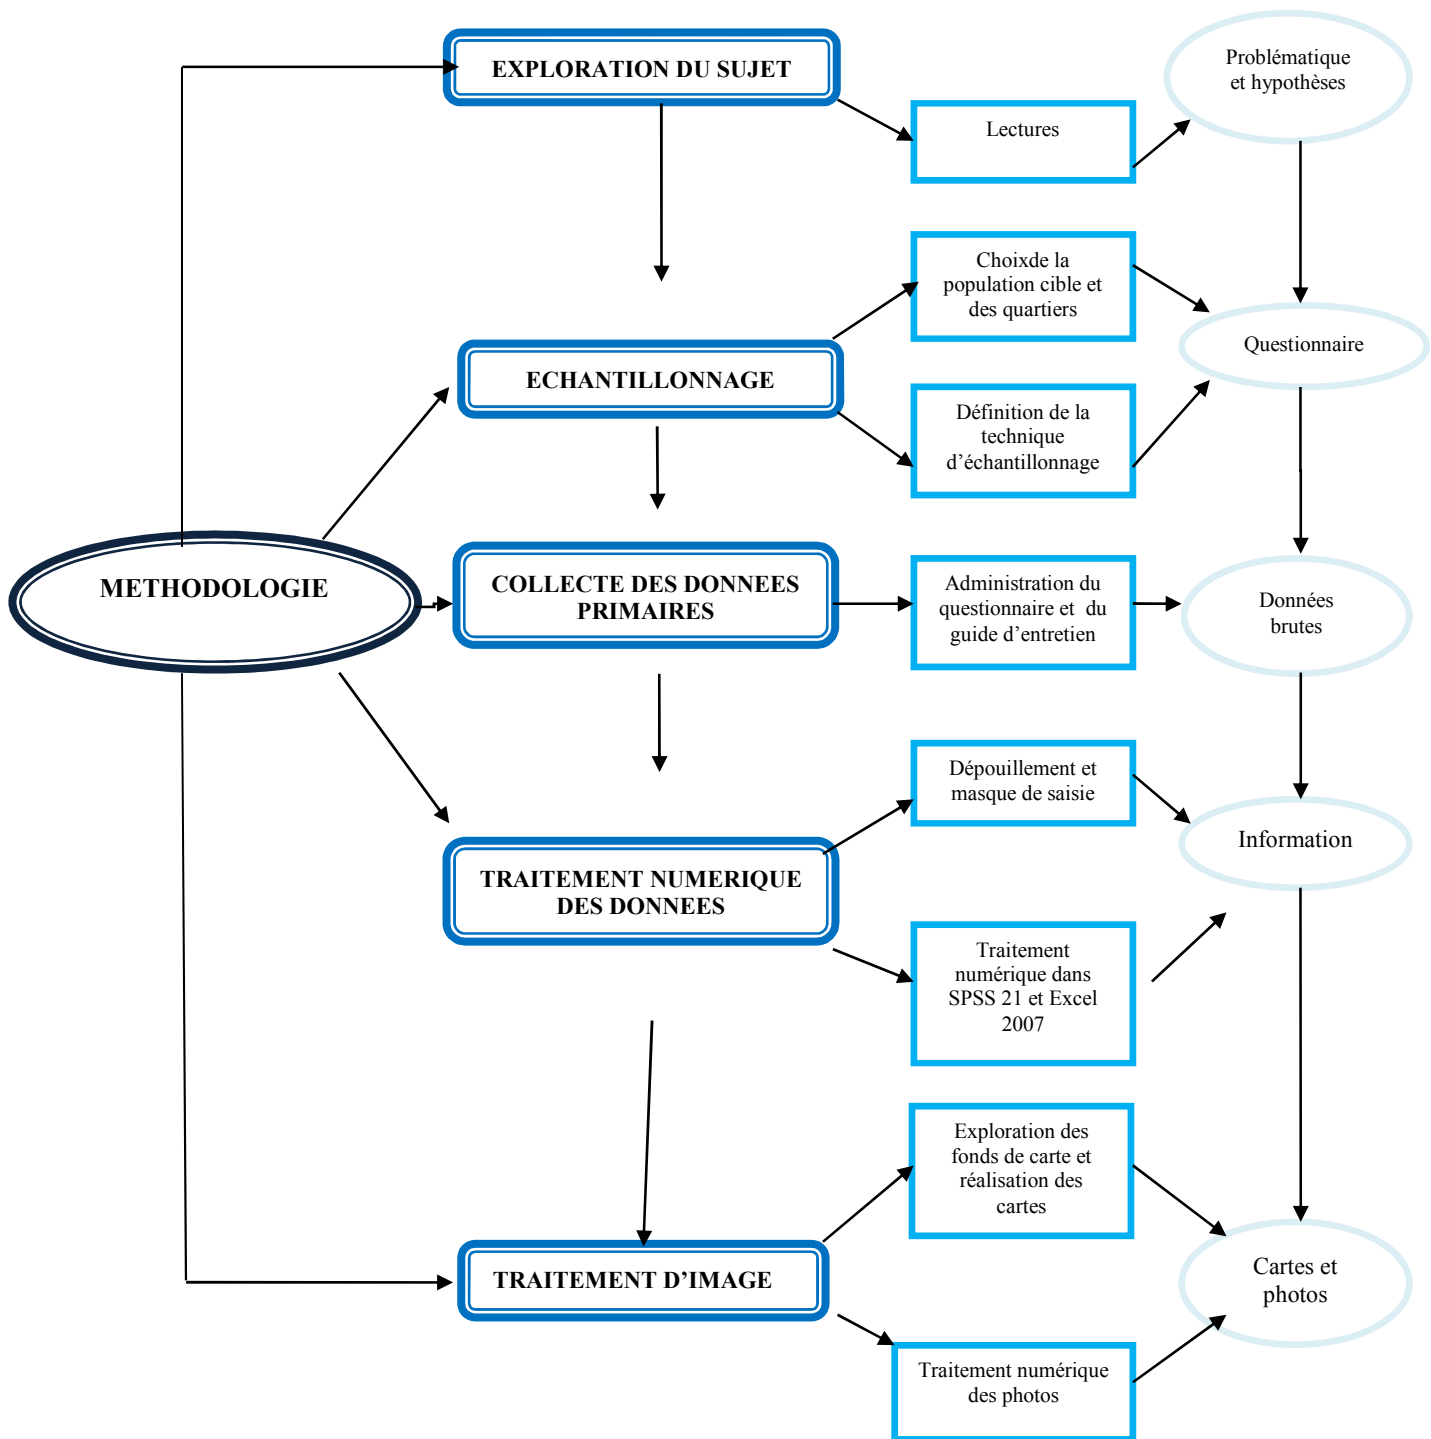 EXPLORATION DU SUJET
Lectures
Problématique
et hypothèses
Choixde la
population cible et
des quartiers
ECHANTILLONNAGE
Définition de la
technique
d’échantillonnage
Questionnaire
METHODOLOGIE
COLLECTE DES DONNEES
PRIMAIRES
Administration du
questionnaire et  du
guide d’entretien
Données
brutes
Dépouillement et
masque de saisie
TRAITEMENT NUMERIQUE
DES DONNEES
Traitement
numérique dans
SPSS 21 et Excel
2007
Information
Exploration des
fonds de carte et
réalisation des
cartes
TRAITEMENT D’IMAGE
Traitement numérique
des photos
Cartes et
photos